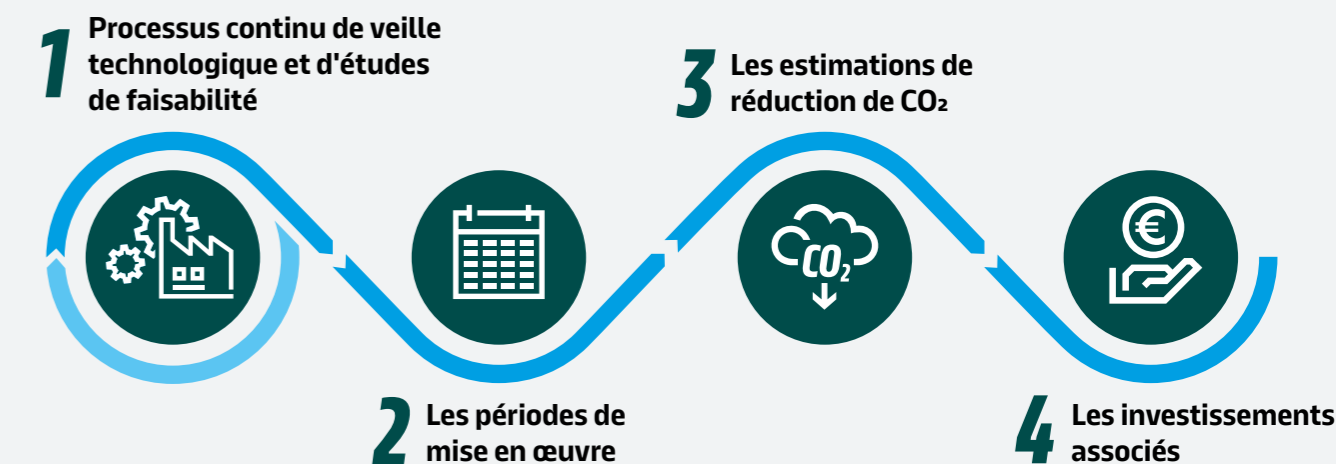 1
Processus continu de veille
technologique et d'études
de faisabilité
2
Les périodes de
mise en œuvre
3
Les estimations de
réduction de CO₂
CO₂
4
Les investissements
associés
€